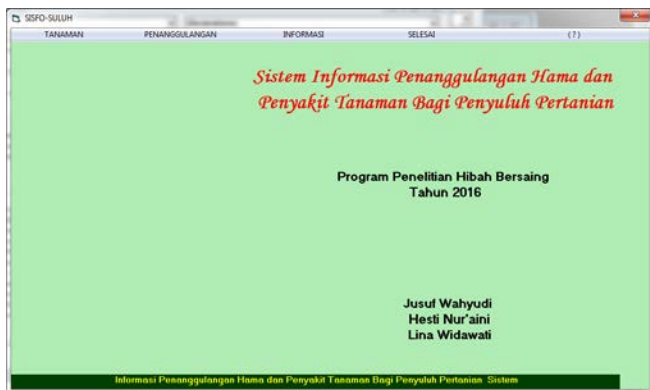 SISFO-SULUH
TANAMAN PENANGGULANGAN INFORMASI SELESAI (?)
Sistem Informasi Penanggulangan Hama dan
Penyakit Tanaman Bagi Penyuluh Pertanian
Program Penelitian Hibah Bersaing
Tahun 2016
Jusuf Wahyudi
Hesti Nur'aini
Lina Widawati
Informasi Penanggulangan Hama dan Penyakit Tanaman Bagi Penyuluh Pertanian Sistem